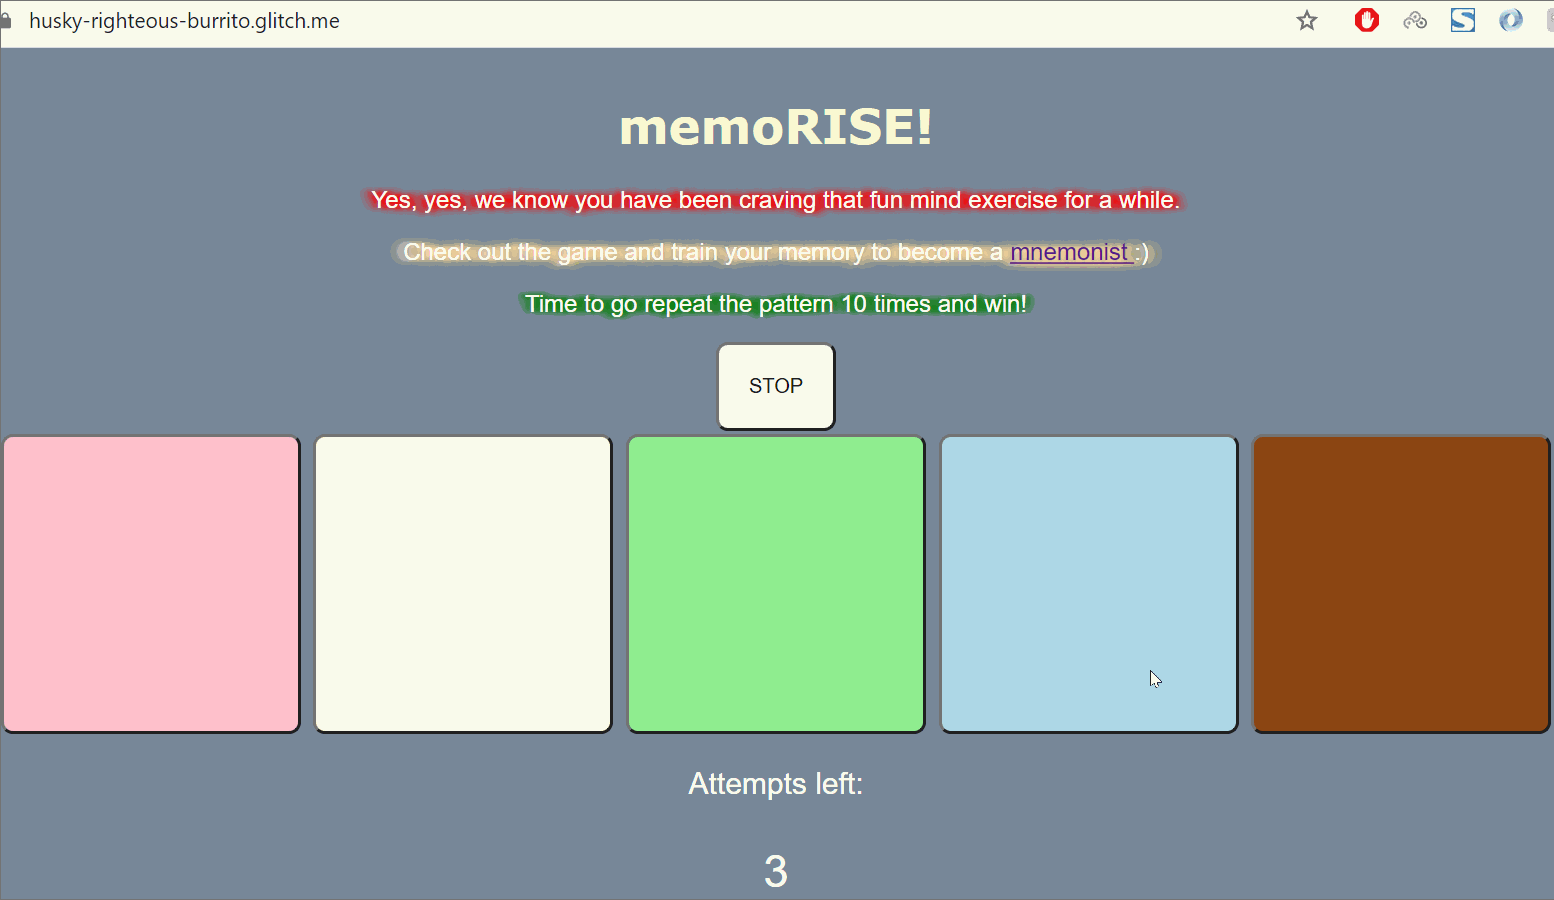 husky-righteous-burrito.glitch.me
memoRISE!
Yes, yes, we know you have been craving that fun mind exercise for a while.
Check out the game and train your memory to become a mnemonist :)
Time to go repeat the pattern 10 times and win!
STOP
Attempts left:
3